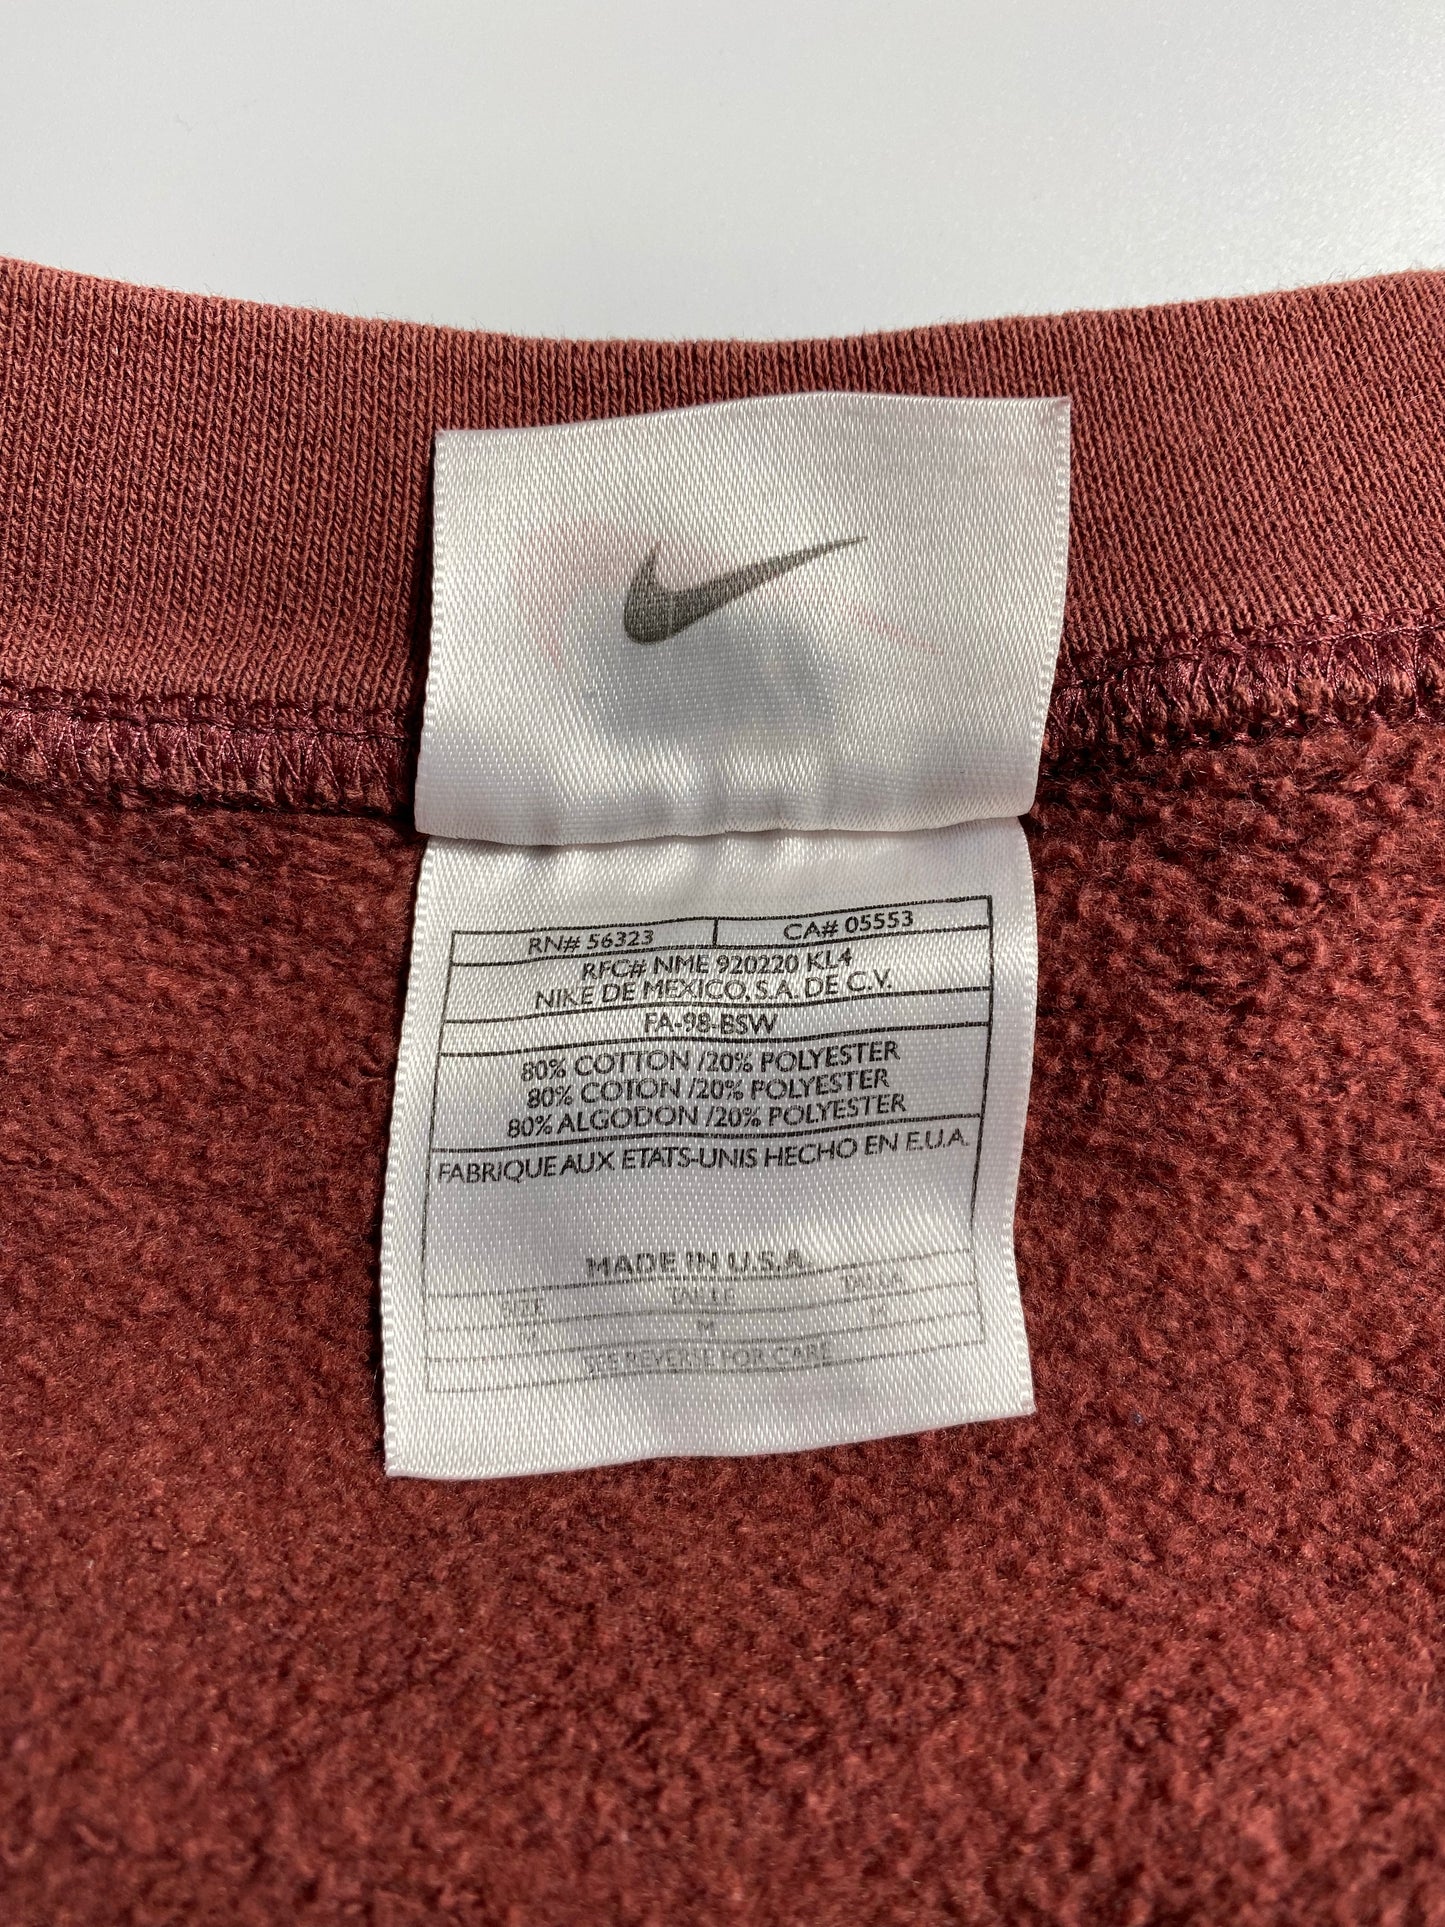 RN# 56323 CA# 05553
RFC# NME 920220 KL4
NIKE DE MEXICO, S.A. DE C.V.
FA-98-BSW
80% COTTON /20% POLYESTER
80% COTON /20% POLYESTER
80% ALGODON /20% POLYESTER
FABRIQUE AUX ETATS-UNIS HECHO EN E.U.A.
MADE IN U.S.A.
SIZE TAILLE TALLA
M M M
SEE REVERSE FOR CARE